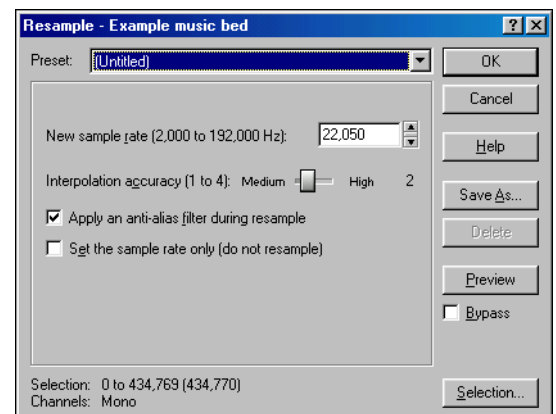 Resample - Example music bed
Preset: (Untitled)
OK
Cancel
New sample rate (2,000 to 192,000 Hz): 22,050
Help
Interpolation accuracy (1 to 4): Medium High 2
Save As...
Apply an anti-alias filter during resample
Delete
Set the sample rate only (do not resample)
Preview
Bypass
Selection: 0 to 434,769 (434,770)
Channels: Mono
Selection...